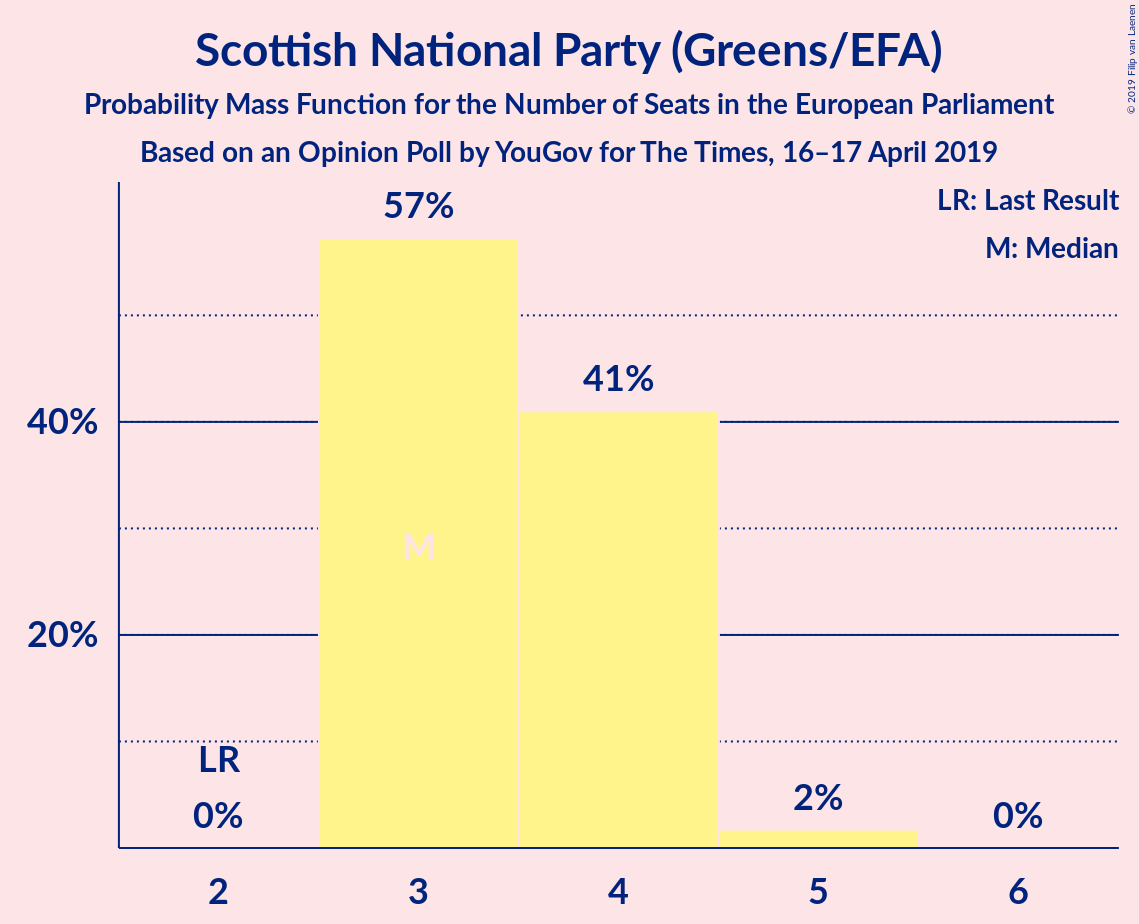 Scottish National Party (Greens/EFA)
Probability Mass Function for the Number of Seats in the European Parliament
Based on an Opinion Poll by YouGov for The Times, 16–17 April 2019
© 2019 Filip van Laenen
LR: Last Result
M: Median
57%
41%
40%
M
20%
LR
0%
2%
0%
2
3
4
5
6